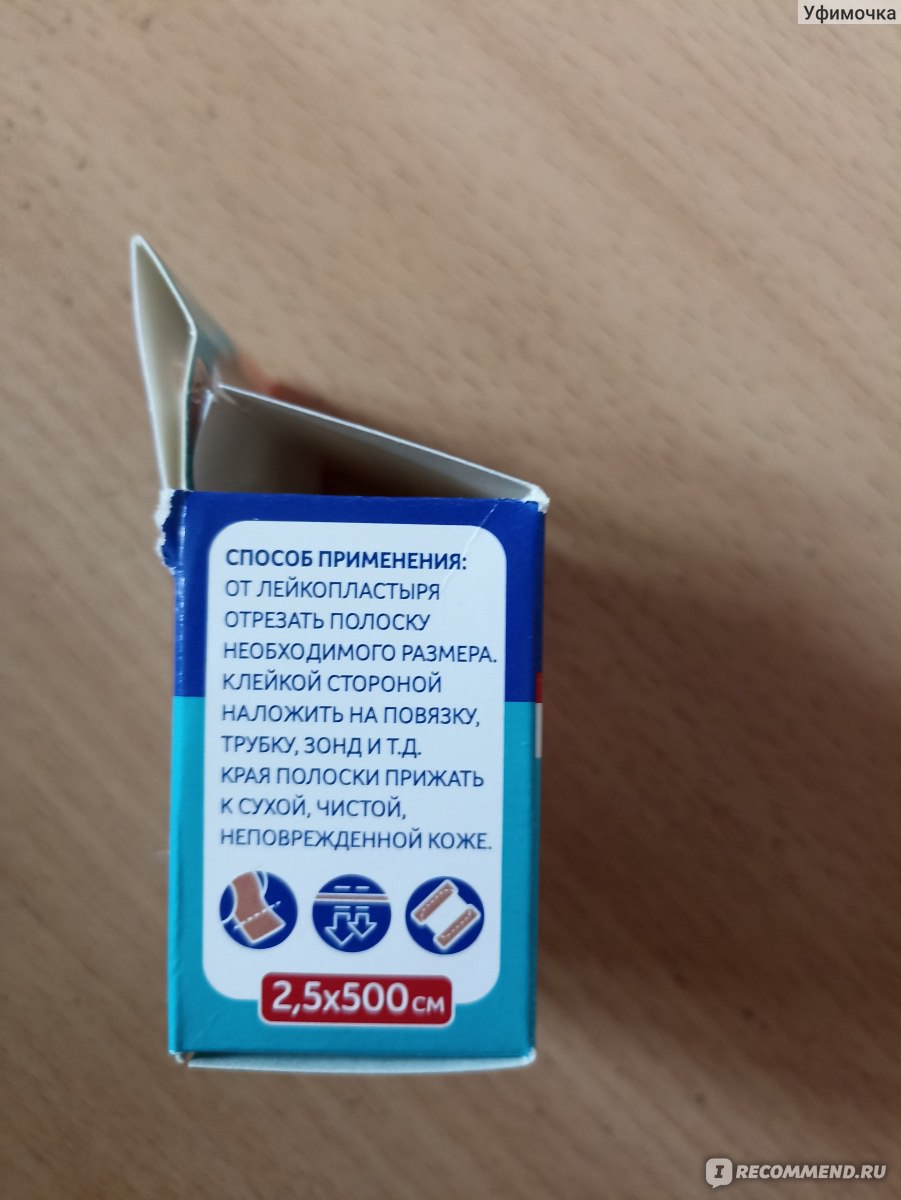 Уфимочка
СПОСОБ ПРИМЕНЕНИЯ:
ОТ ЛЕЙКОПЛАСТЫРЯ
ОТРЕЗАТЬ ПОЛОСКУ
НЕОБХОДИМОГО РАЗМЕРА.
КЛЕЙКОЙ СТОРОНОЙ
НАЛОЖИТЬ НА ПОВЯЗКУ,
ТРУБКУ, ЗОНД И Т.Д.
КРАЯ ПОЛОСКИ ПРИЖАТЬ
К СУХОЙ, ЧИСТОЙ,
НЕПОВРЕЖДЕННОЙ КОЖЕ.
2,5х500 СМ
IRECOMMEND.RU